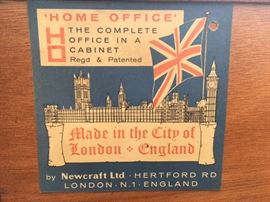 'HOME OFFICE'
HO
THE COMPLETE
OFFICE IN A
CABINET
Regd & Patented
Made in the City of
London England
by Newcraft Ltd · HERTFORD RD
LONDON · N.1 · ENGLAND